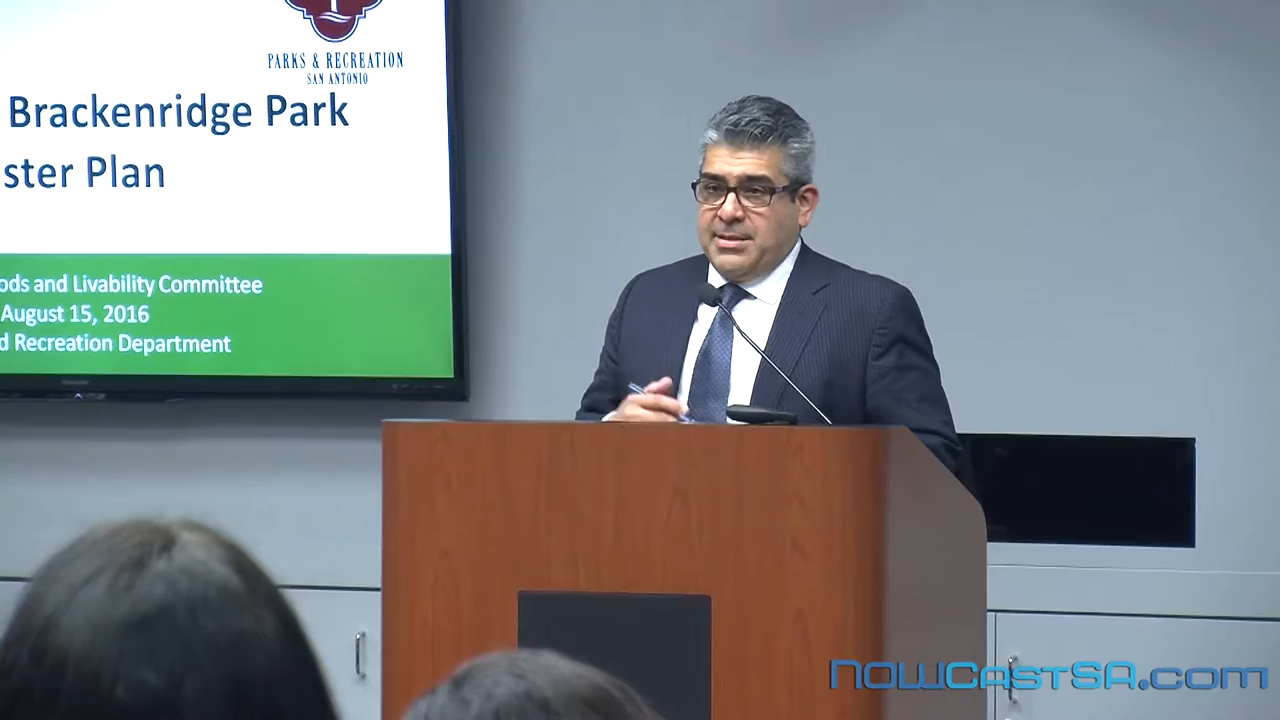 PARKS & RECREATION
SAN ANTONIO
Brackenridge Park
ster Plan
ods and Livability Committee
August 15, 2016
d Recreation Department
NOWCastSA.com